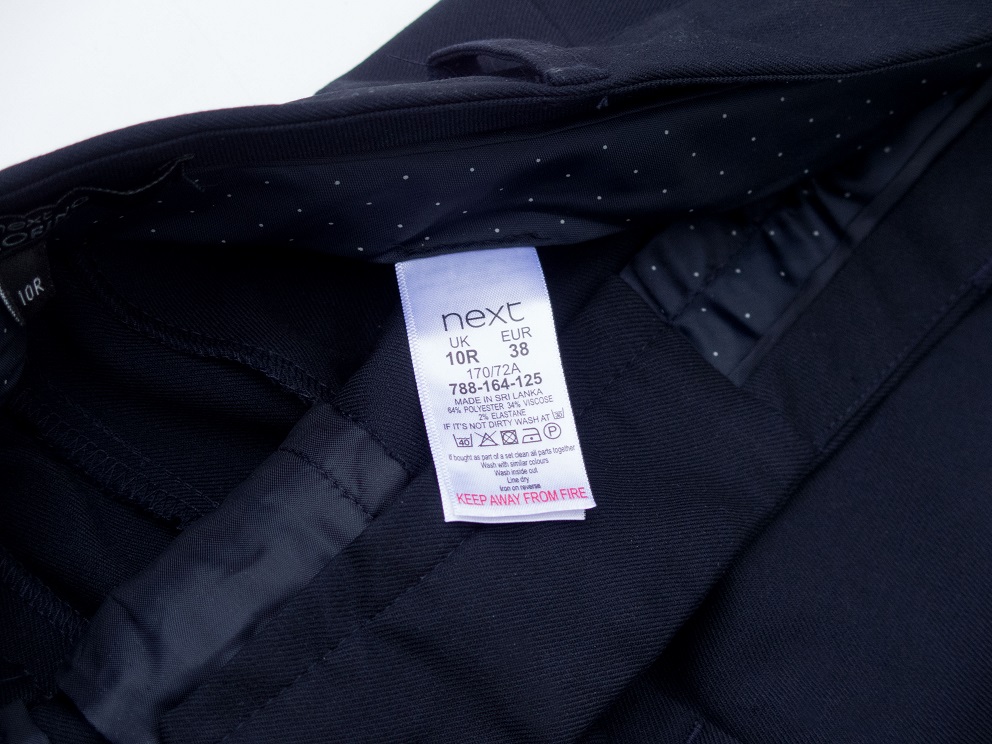 10R
next
UK EUR
10R 38
170/72A
788-164-125
MADE IN SRI LANKA
64% POLYESTER 34% VISCOSE
2% ELASTANE
IF IT'S NOT DIRTY WASH AT 30
40 P
If bought as part of a set clean all parts together
Wash with similar colours
Wash inside out
Line dry
Iron on reverse
KEEP AWAY FROM FIRE